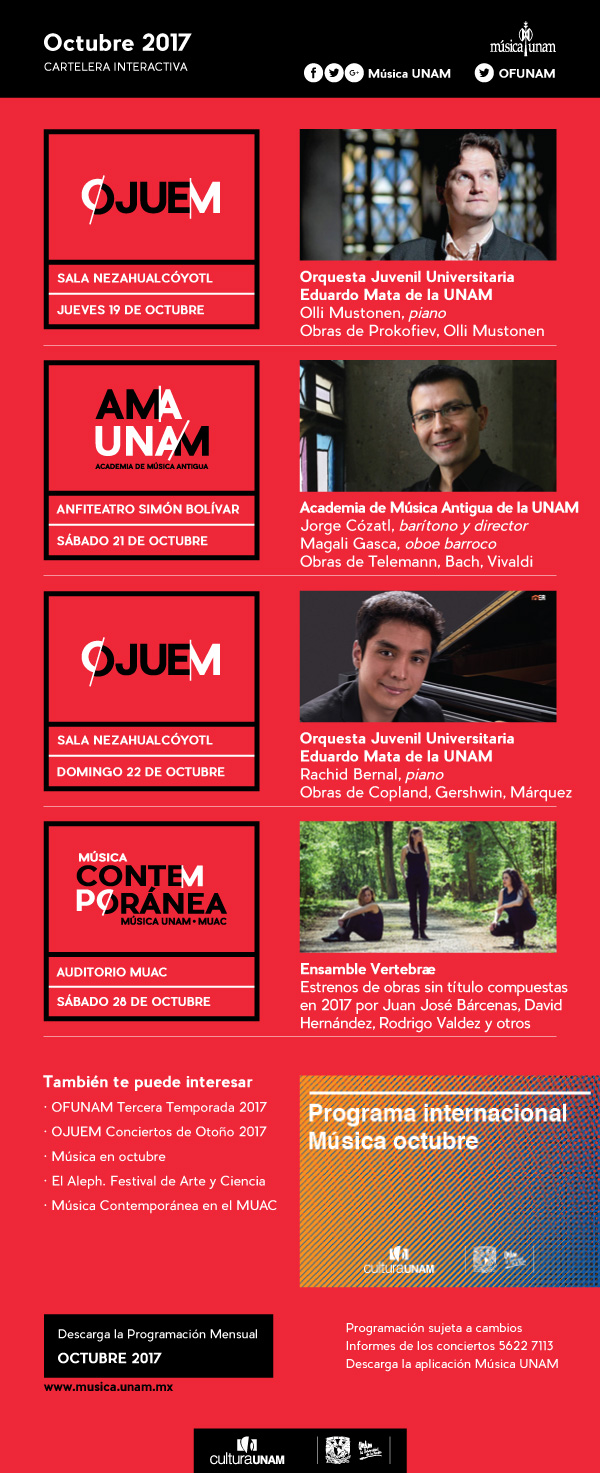 Octubre 2017
CARTELERA INTERACTIVA
música unam
Música UNAM
OFUNAM
OJUEM
SALA NEZAHUALCÓYOTL
JUEVES 19 DE OCTUBRE
Orquesta Juvenil Universitaria
Eduardo Mata de la UNAM
Olli Mustonen, piano
Obras de Prokofiev, Olli Mustonen
AMA
UNAM
ACADEMIA DE MÚSICA ANTIGUA
ANFITEATRO SIMÓN BOLÍVAR
SÁBADO 21 DE OCTUBRE
Academia de Música Antigua de la UNAM
Jorge Cózatl, barítono y director
Magali Gasca, oboe barroco
Obras de Telemann, Bach, Vivaldi
OJUEM
SALA NEZAHUALCÓYOTL
DOMINGO 22 DE OCTUBRE
Orquesta Juvenil Universitaria
Eduardo Mata de la UNAM
Rachid Bernal, piano
Obras de Copland, Gershwin, Márquez
MÚSICA
CONTEM
PORÁNEA
MÚSICA UNAM • MUAC
AUDITORIO MUAC
SÁBADO 28 DE OCTUBRE
Ensamble Vertebræ
Estrenos de obras sin título compuestas
en 2017 por Juan José Bárcenas, David
Hernández, Rodrigo Valdez y otros
También te puede interesar
· OFUNAM Tercera Temporada 2017
· OJUEM Conciertos de Otoño 2017
· Música en octubre
· El Aleph. Festival de Arte y Ciencia
· Música Contemporánea en el MUAC
Programa internacional
Música octubre
culturaUNAM
Descarga la Programación Mensual
OCTUBRE 2017
www.musica.unam.mx
Programación sujeta a cambios
Informes de los conciertos 5622 7113
Descarga la aplicación Música UNAM
culturaUNAM